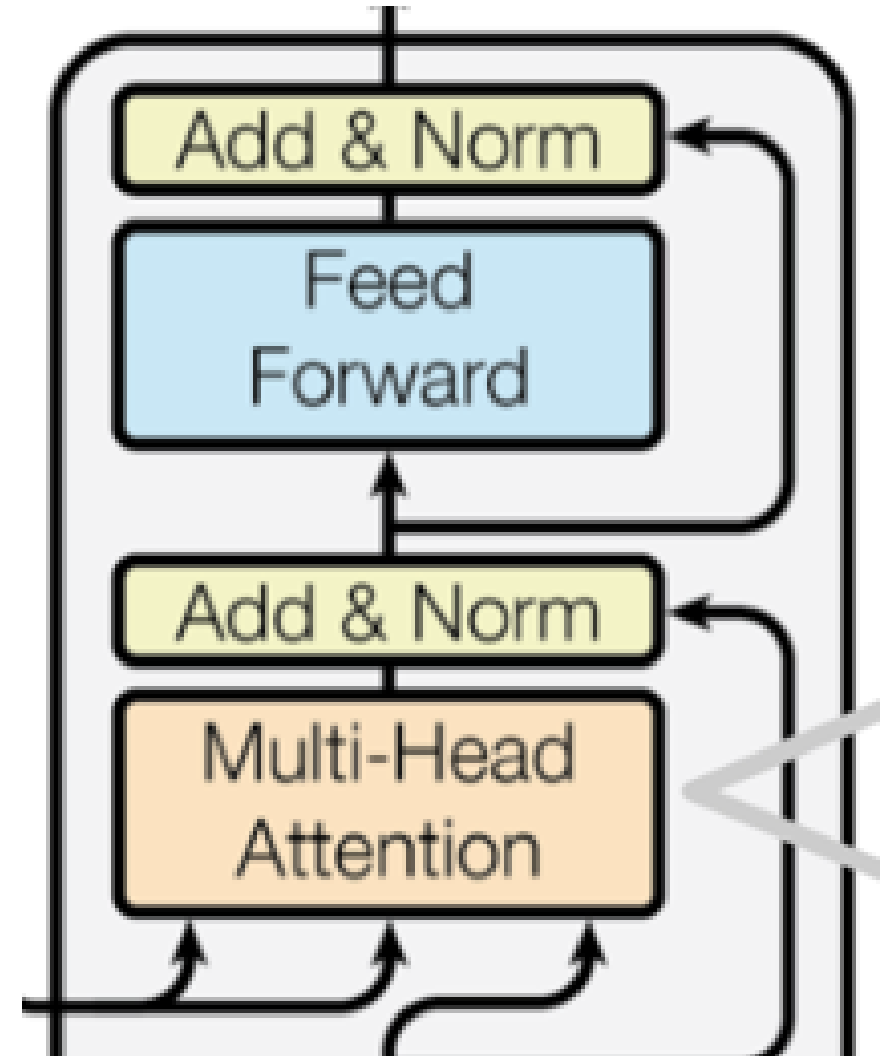 Add & Norm
Feed
Forward
Add & Norm
Multi-Head
Attention